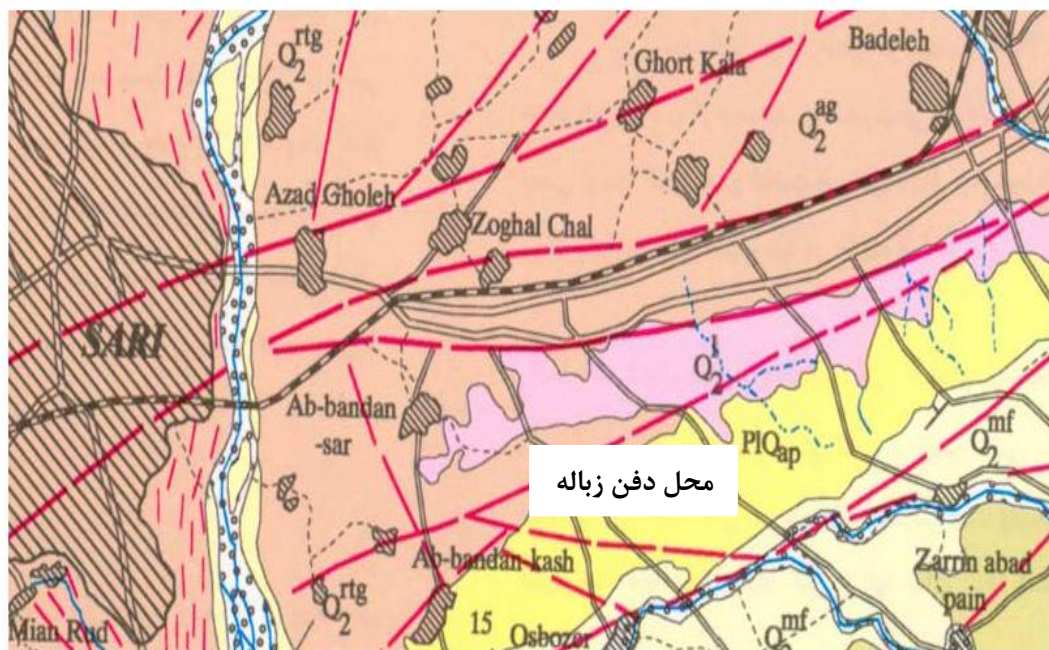 Q₂ʳᵗᵍ
Badeleh
Ghort Kala
Q₂ᵃᵍ
Azad Gholeh
Zoghal Chal
SARI
Q₂ˡ
Ab-bandan
-sar
PlQap
Q₂ᵐᶠ
محل دفن زباله
Ab-bandan-kash
Zarrin abad
pain
Q₂ʳᵗᵍ
15
Osbozer
Mian Rud
Q₂ᵐᶠ